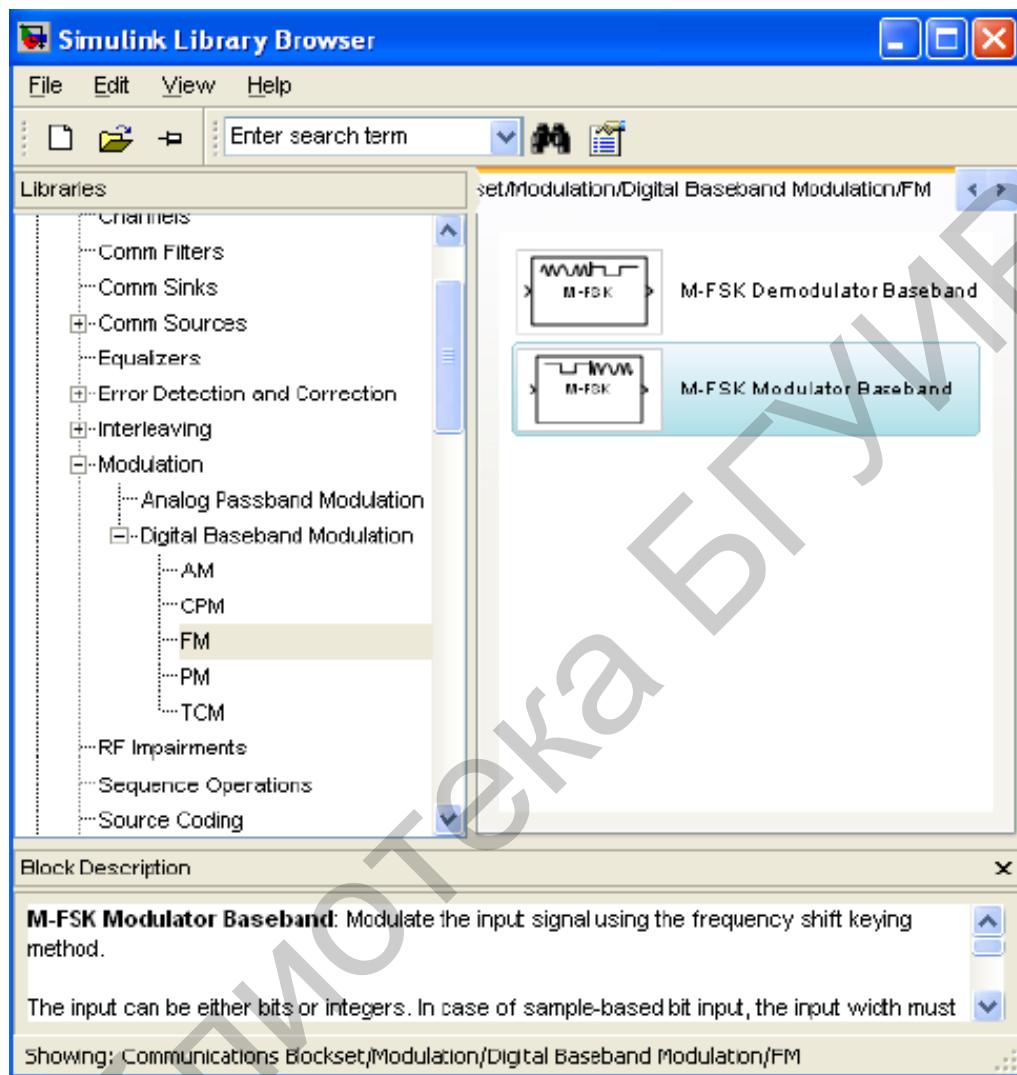 Simulink Library Browser
File Edit View Help
Enter search term
Libraries
set/Modulation/Digital Baseband Modulation/FM
Channels
Comm Filters
Comm Sinks
Comm Sources
Equalizers
Error Detection and Correction
Interleaving
Modulation
Analog Passband Modulation
Digital Baseband Modulation
AM
CPM
FM
PM
TCM
RF Impairments
Sequence Operations
Source Coding
M-FSK
M-FSK Demodulator Baseband
M-FSK
M-FSK Modulator Baseband
Block Description
M-FSK Modulator Baseband: Modulate the input signal using the frequency shift keying
method.
The input can be either bits or integers. In case of sample-based bit input, the input width must
Showing: Communications Blockset/Modulation/Digital Baseband Modulation/FM
Библиотека БГУИР